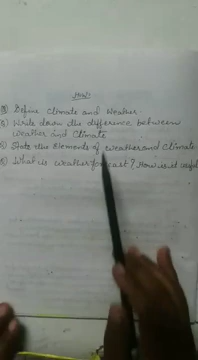 Q) Define Climate and Weather
Q) Write down the difference between
weather and Climate
Q) State the Elements of weather and Climate
Q) What is weather forecast? How is it useful